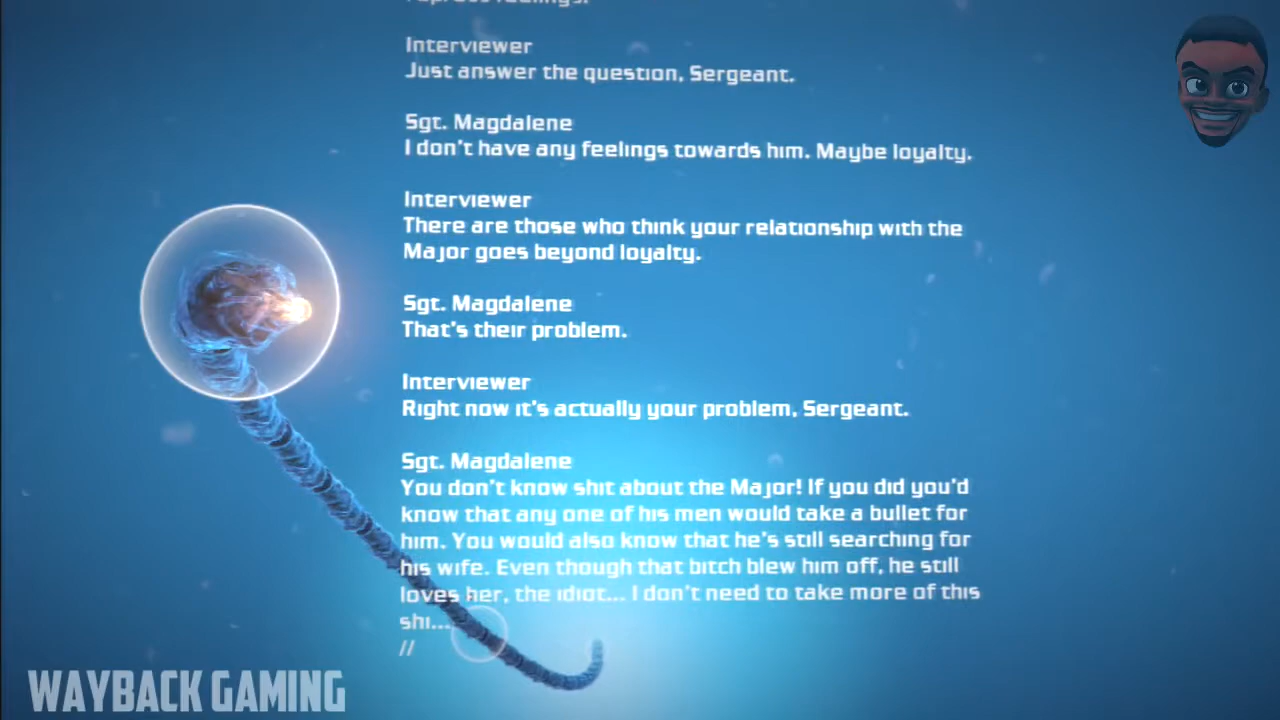 Interviewer
Just answer the question, Sergeant.
Sgt. Magdalene
I don't have any feelings towards him. Maybe loyalty.
Interviewer
There are those who think your relationship with the
Major goes beyond loyalty.
Sgt. Magdalene
That's their problem.
Interviewer
Right now it's actually your problem, Sergeant.
Sgt. Magdalene
You don't know shit about the Major! If you did you'd
know that any one of his men would take a bullet for
him. You would also know that he's still searching for
his wife. Even though that bitch blew him off, he still
loves her, the idiot... I don't need to take more of this
shi...
//
WAYBACK GAMING